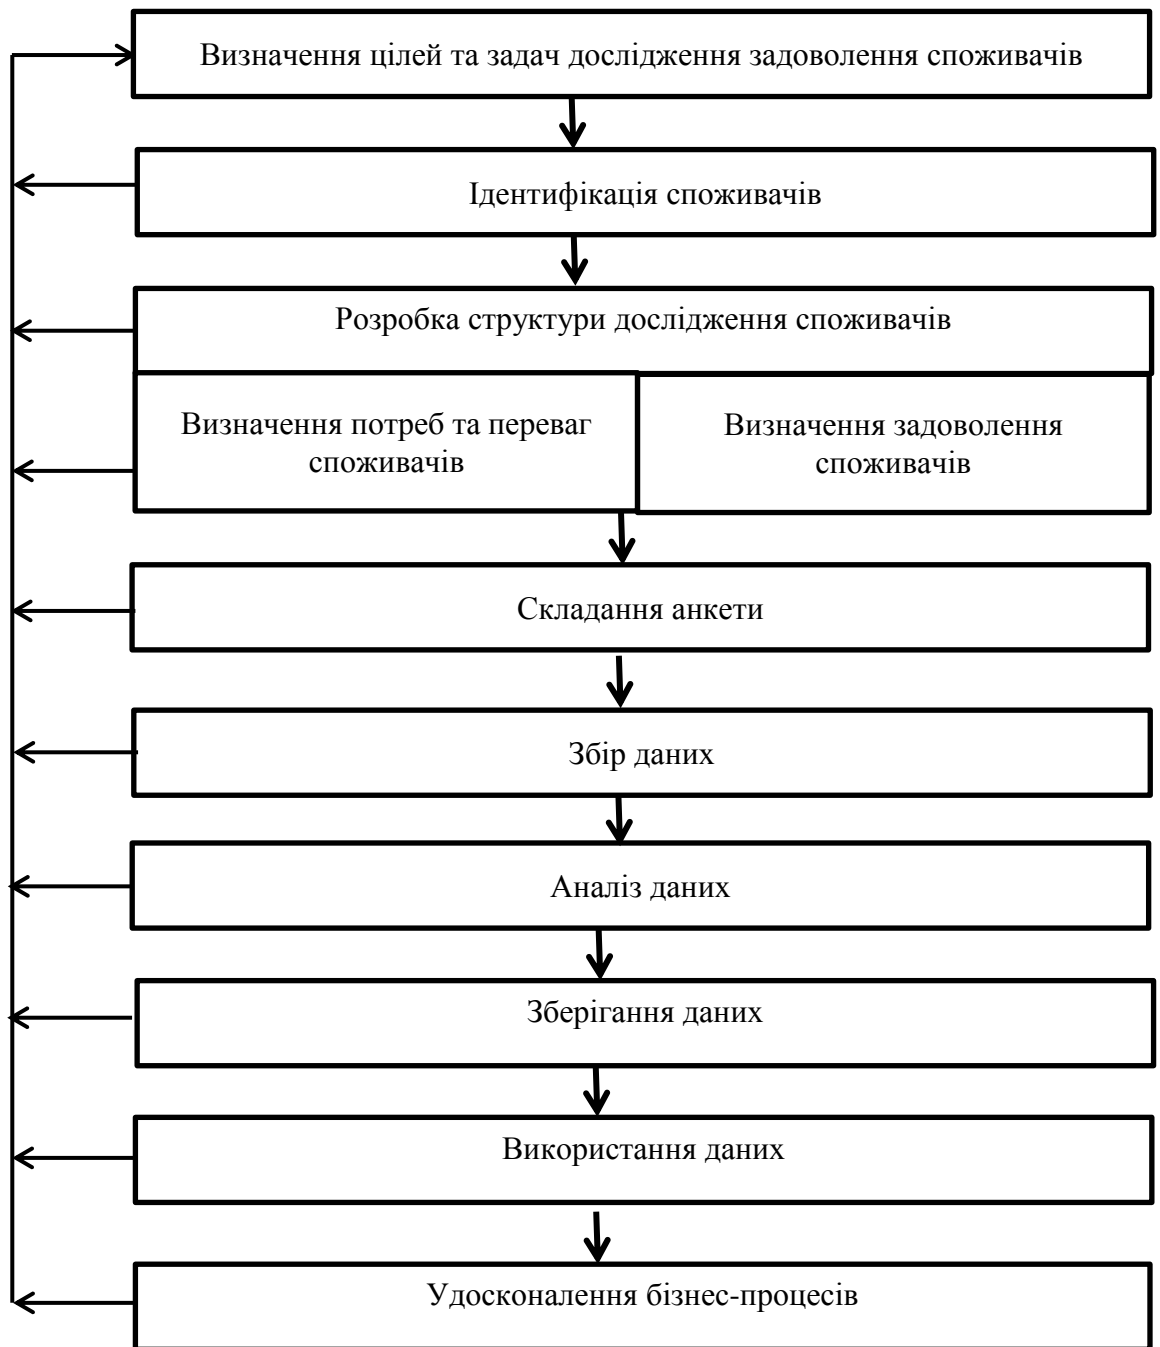 Визначення цілей та задач дослідження задоволення споживачів
Ідентифікація споживачів
Розробка структури дослідження споживачів
Визначення потреб та переваг
споживачів
Визначення задоволення
споживачів
Складання анкети
Збір даних
Аналіз даних
Зберігання даних
Використання даних
Удосконалення бізнес-процесів